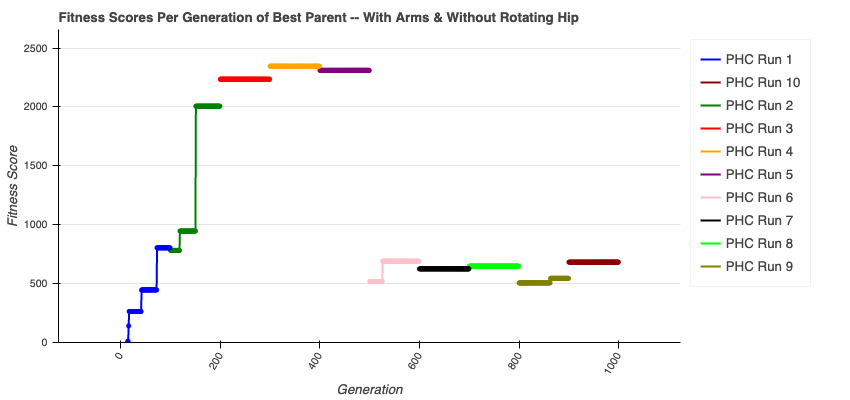 Fitness Scores Per Generation of Best Parent -- With Arms & Without Rotating Hip
Fitness Score
2500
2000
1500
1000
500
0
0
200
400
600
800
1000
Generation
PHC Run 1
PHC Run 10
PHC Run 2
PHC Run 3
PHC Run 4
PHC Run 5
PHC Run 6
PHC Run 7
PHC Run 8
PHC Run 9